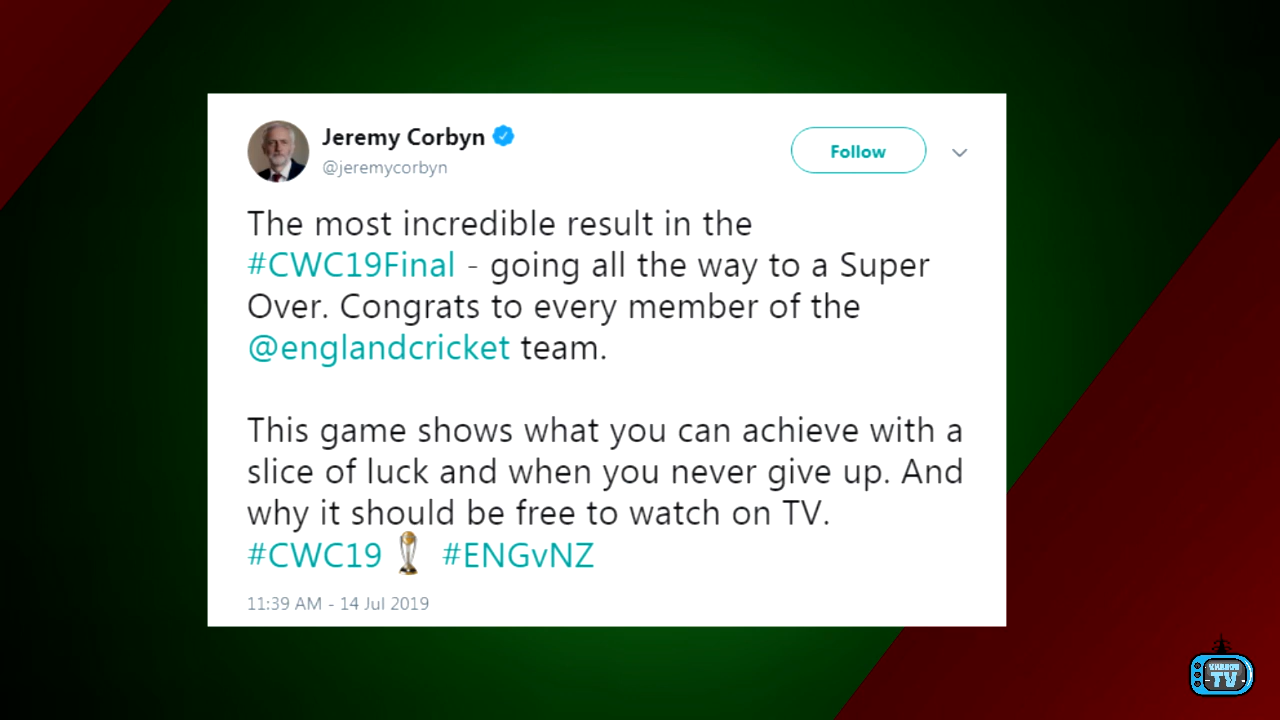 Jeremy Corbyn
@jeremycorbyn
Follow
The most incredible result in the
#CWC19Final - going all the way to a Super
Over. Congrats to every member of the
@englandcricket team.
This game shows what you can achieve with a
slice of luck and when you never give up. And
why it should be free to watch on TV.
#CWC19 #ENGvNZ
11:39 AM - 14 Jul 2019
TV